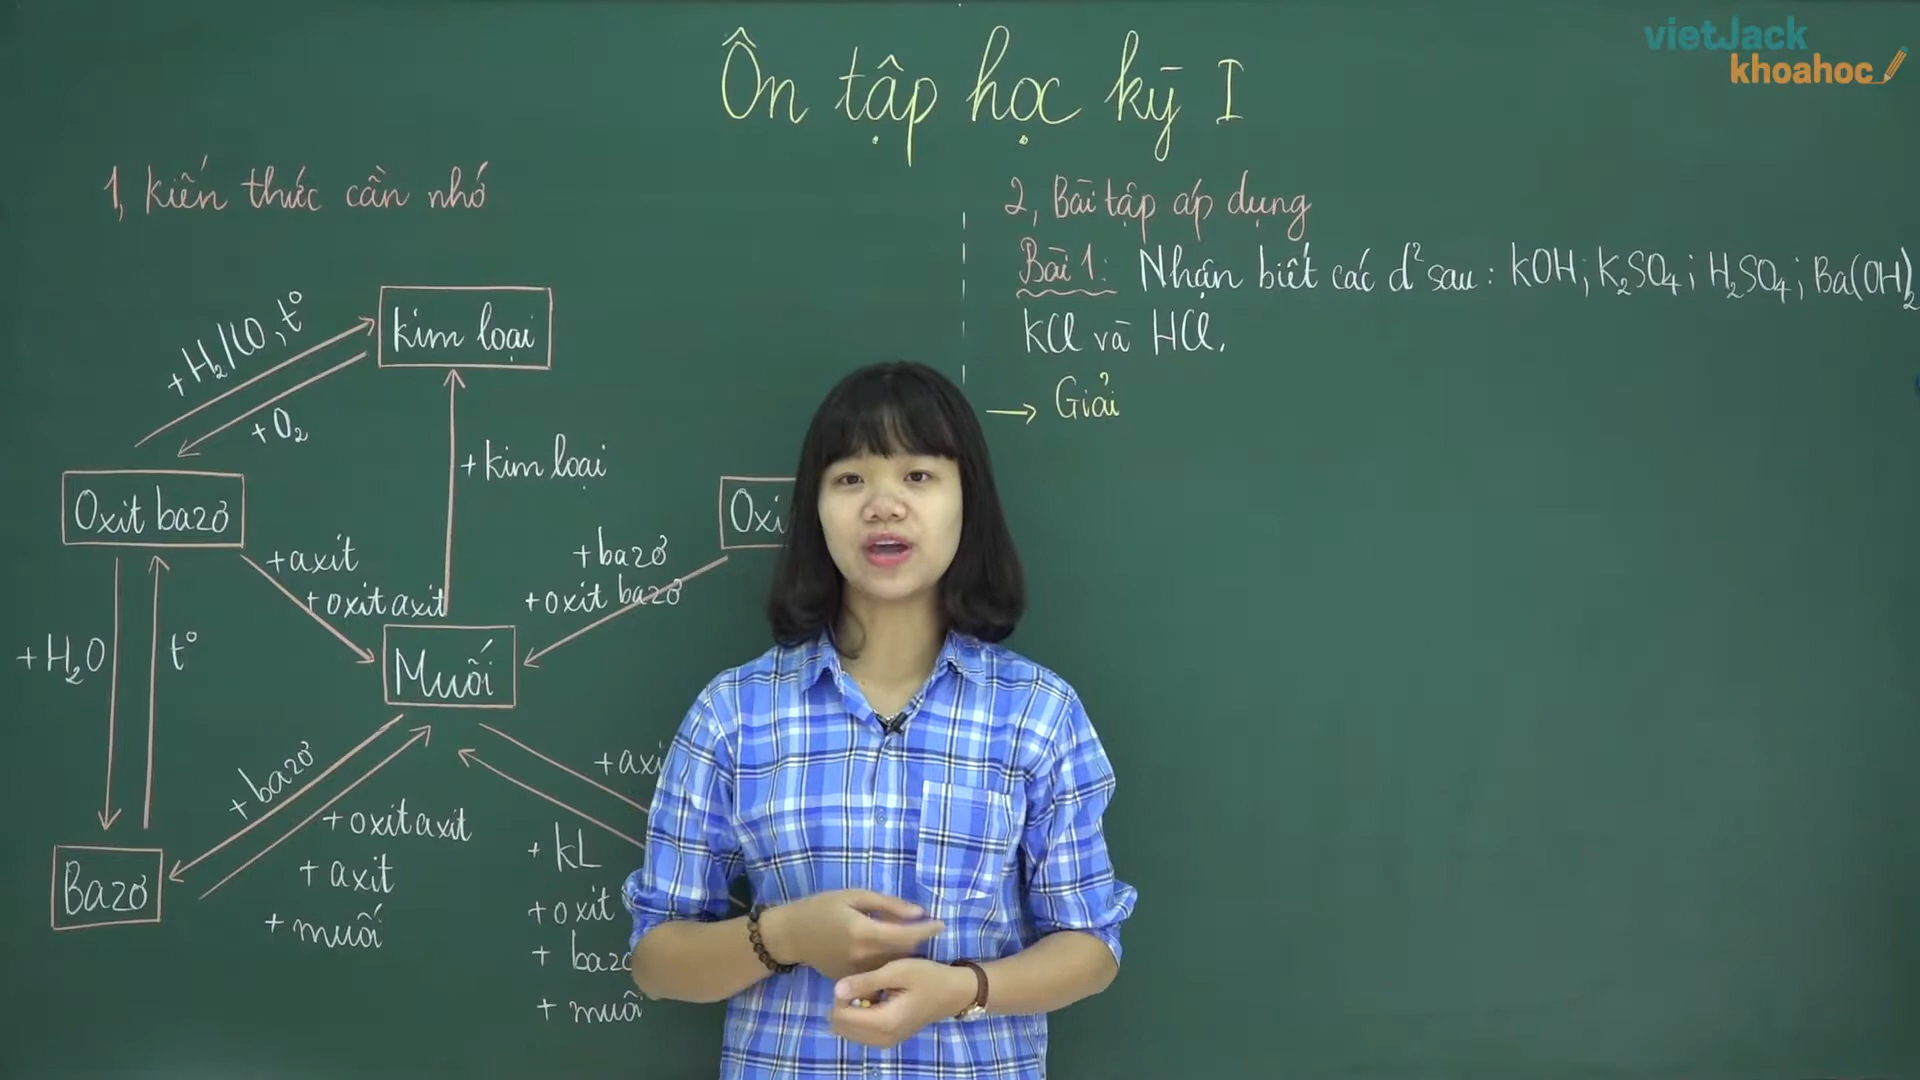 vietJack
khoahoc
Ôn tập học kỳ I
1, Kiến thức cần nhớ
+ H₂/CO, t°
Kim loại
+ O₂
+ Kim loại
Oxit bazơ
+ axit
+ oxit axit
+ bazơ
+ oxit bazơ
+ H₂O
t°
Muối
+ bazơ
+ oxit axit
+ axit
+ muối
+ KL
+ oxit
+ muối
Bazơ
2, Bài tập áp dụng
Bài 1: Nhận biết các d² sau: KOH; K₂SO₄; H₂SO₄; Ba(OH)₂
KCl và HCl.
→ Giải